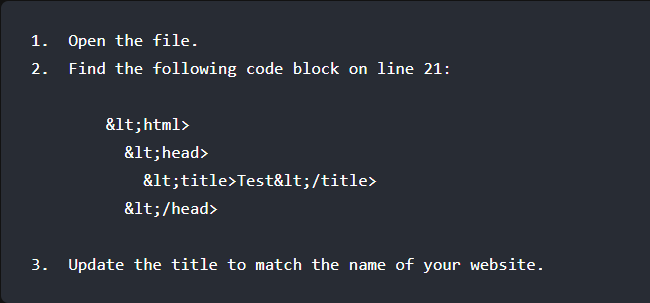 1.  Open the file.
2.  Find the following code block on line 21:
&lt;html>
&lt;head>
&lt;title>Test&lt;/title>
&lt;/head>
3.  Update the title to match the name of your website.